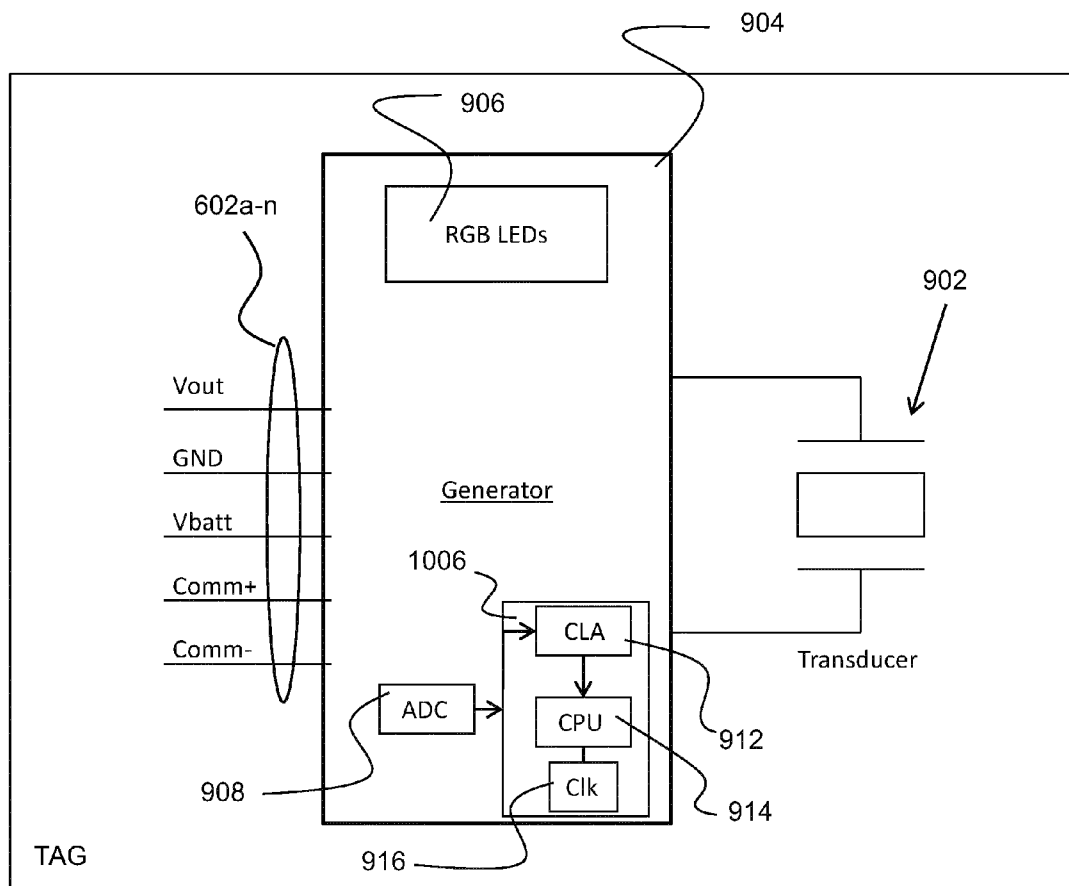 904
906
602a-n
RGB LEDs
902
Vout
GND
Vbatt
Comm+
Comm-
Generator
1006
CLA
Transducer
ADC
CPU
912
908
Clk
914
916
TAG